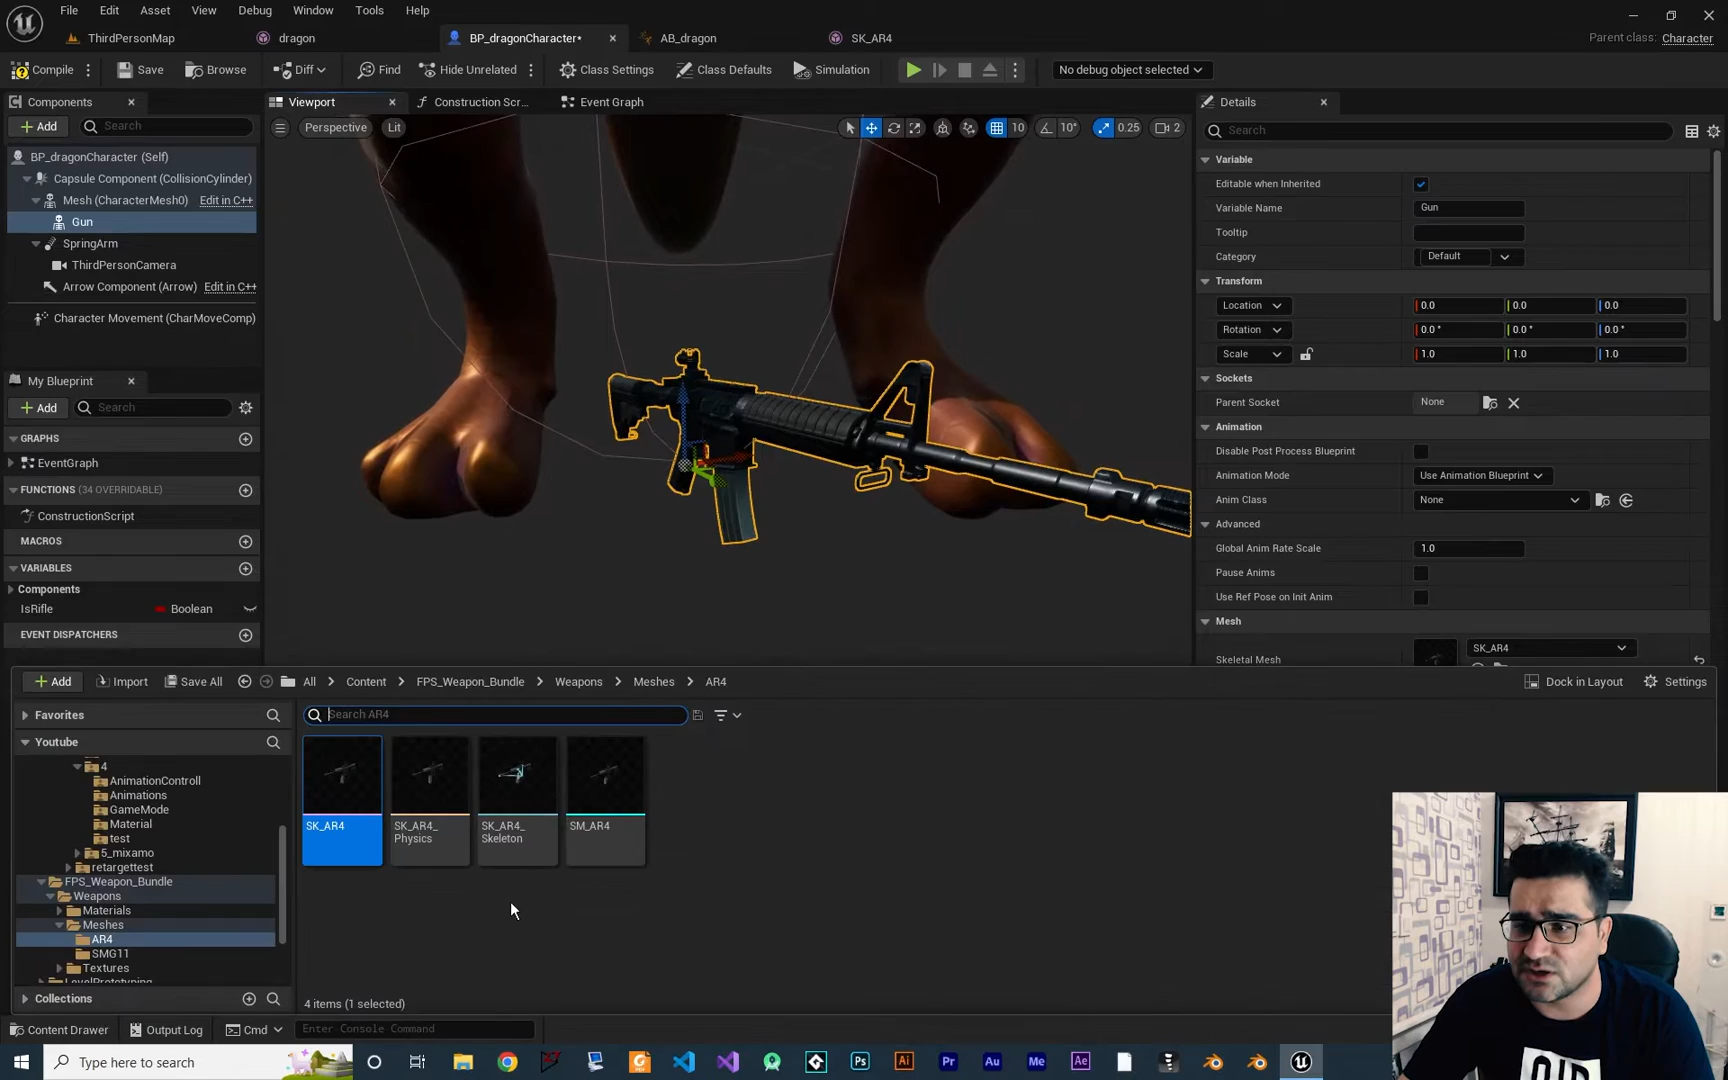 File Edit Asset View Debug Window Tools Help
ThirdPersonMap dragon BP_dragonCharacter• AB_dragon SK_AR4
Parent class: Character
Compile Save Browse Diff Find Hide Unrelated Class Settings Class Defaults Simulation No debug object selected
Components Viewport Construction Scr... Event Graph Details
Add Search
Perspective Lit 10 10° 0.25 2
Search
BP_dragonCharacter (Self)
Capsule Component (CollisionCylinder)
Mesh (CharacterMesh0) Edit in C++
Gun
SpringArm
ThirdPersonCamera
Arrow Component (Arrow) Edit in C++
Character Movement (CharMoveComp)
My Blueprint
Add Search
GRAPHS
EventGraph
FUNCTIONS (34 OVERRIDABLE)
ConstructionScript
MACROS
VARIABLES
Components
IsRifle Boolean
EVENT DISPATCHERS
Variable
Editable when Inherited
Variable Name Gun
Tooltip
Category Default
Transform
Location 0.0 0.0 0.0
Rotation 0.0 ° 0.0 ° 0.0 °
Scale 1.0 1.0 1.0
Sockets
Parent Socket None
Animation
Disable Post Process Blueprint
Animation Mode Use Animation Blueprint
Anim Class None
Advanced
Global Anim Rate Scale 1.0
Pause Anims
Use Ref Pose on Init Anim
Mesh
Skeletal Mesh SK_AR4
Add Import Save All All Content FPS_Weapon_Bundle Weapons Meshes AR4 Dock in Layout Settings
Favorites
Search AR4
Youtube
4
AnimationControll
Animations
GameMode
Material
test
5_mixamo
retargettest
FPS_Weapon_Bundle
Weapons
Materials
Meshes
AR4
SMG11
Textures
LevelPrototyping
Collections
SK_AR4
SK_AR4_
Physics
SK_AR4_
Skeleton
SM_AR4
4 items (1 selected)
Content Drawer Output Log Cmd Enter Console Command
Type here to search
Ps Ai Pr Au Me Ae